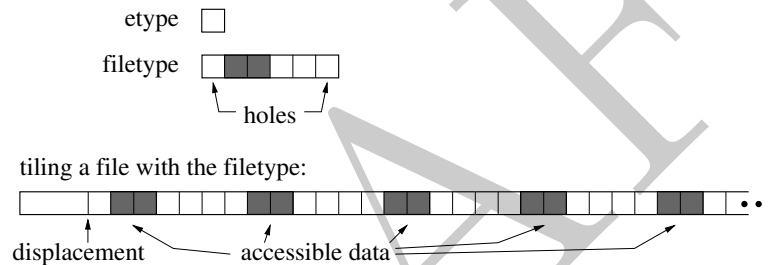 etype
filetype
holes
tiling a file with the filetype:
displacement
accessible data